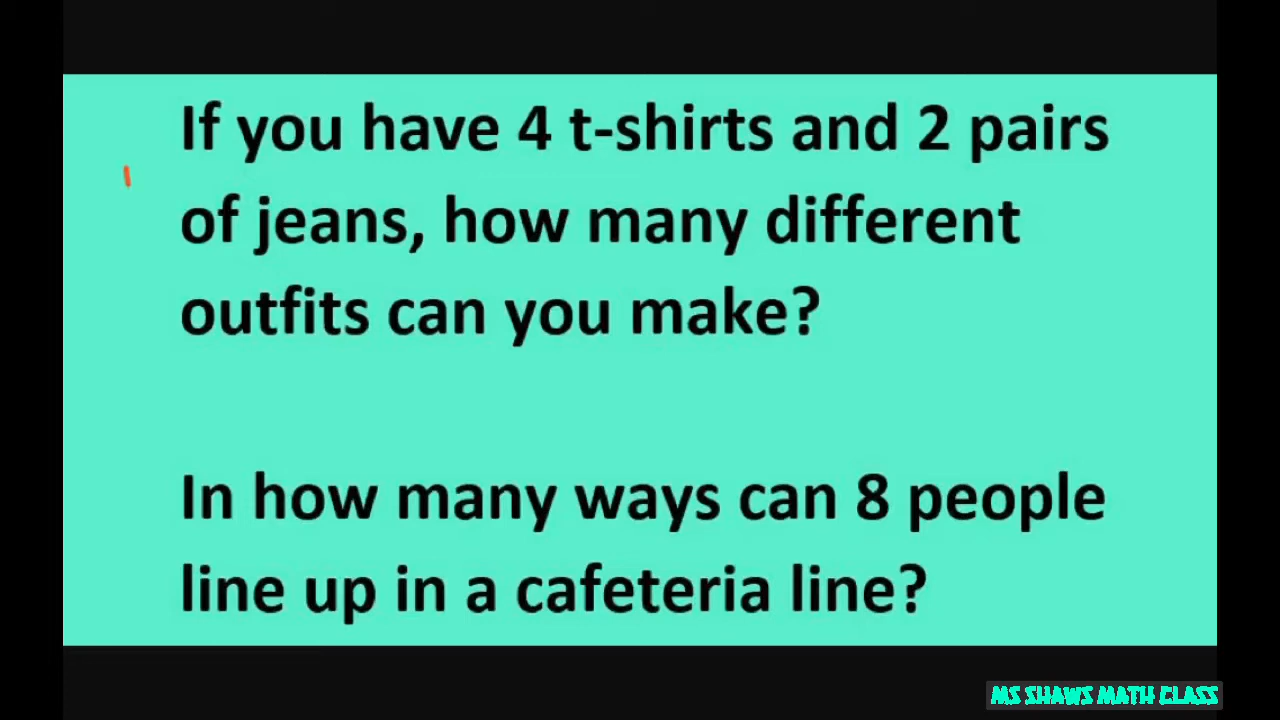 If you have 4 t-shirts and 2 pairs
of jeans, how many different
outfits can you make?
In how many ways can 8 people
line up in a cafeteria line?
MS SHAWS MATH CLASS